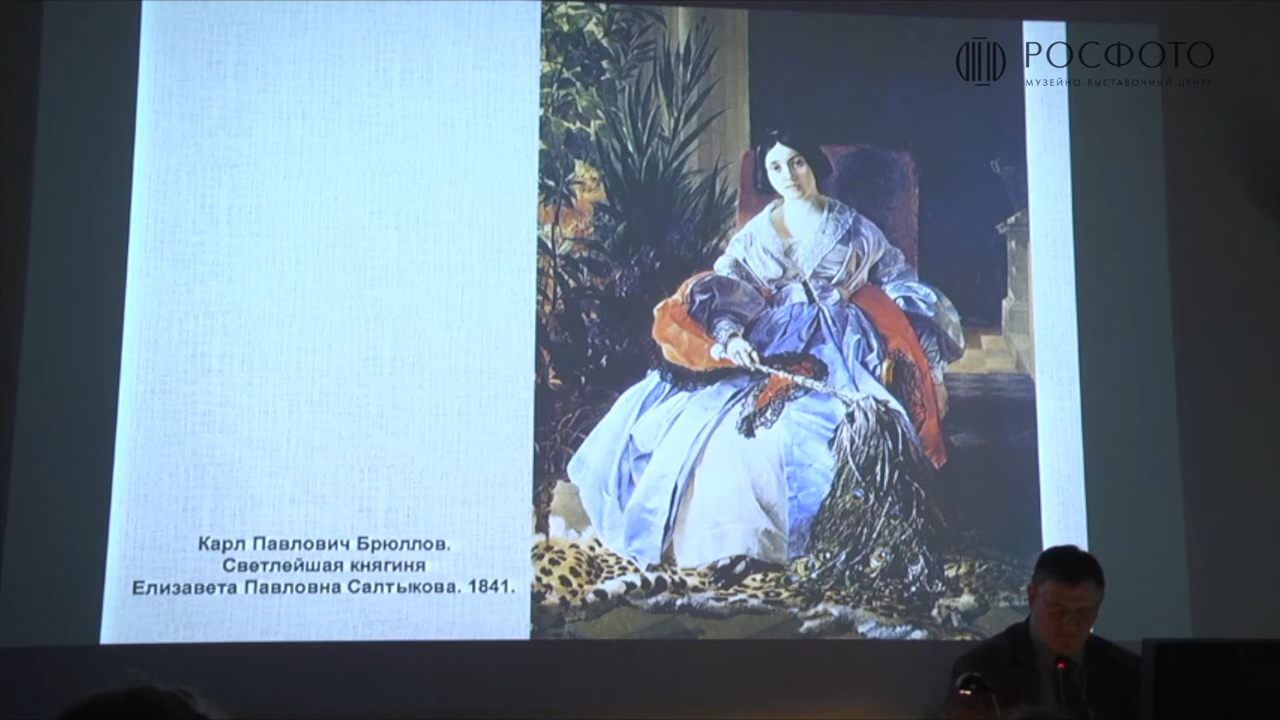 РОСФОТО
МУЗЕЙНО-ВЫСТАВОЧНЫЙ ЦЕНТР
Карл Павлович Брюллов.
Светлейшая княгиня
Елизавета Павловна Салтыкова. 1841.